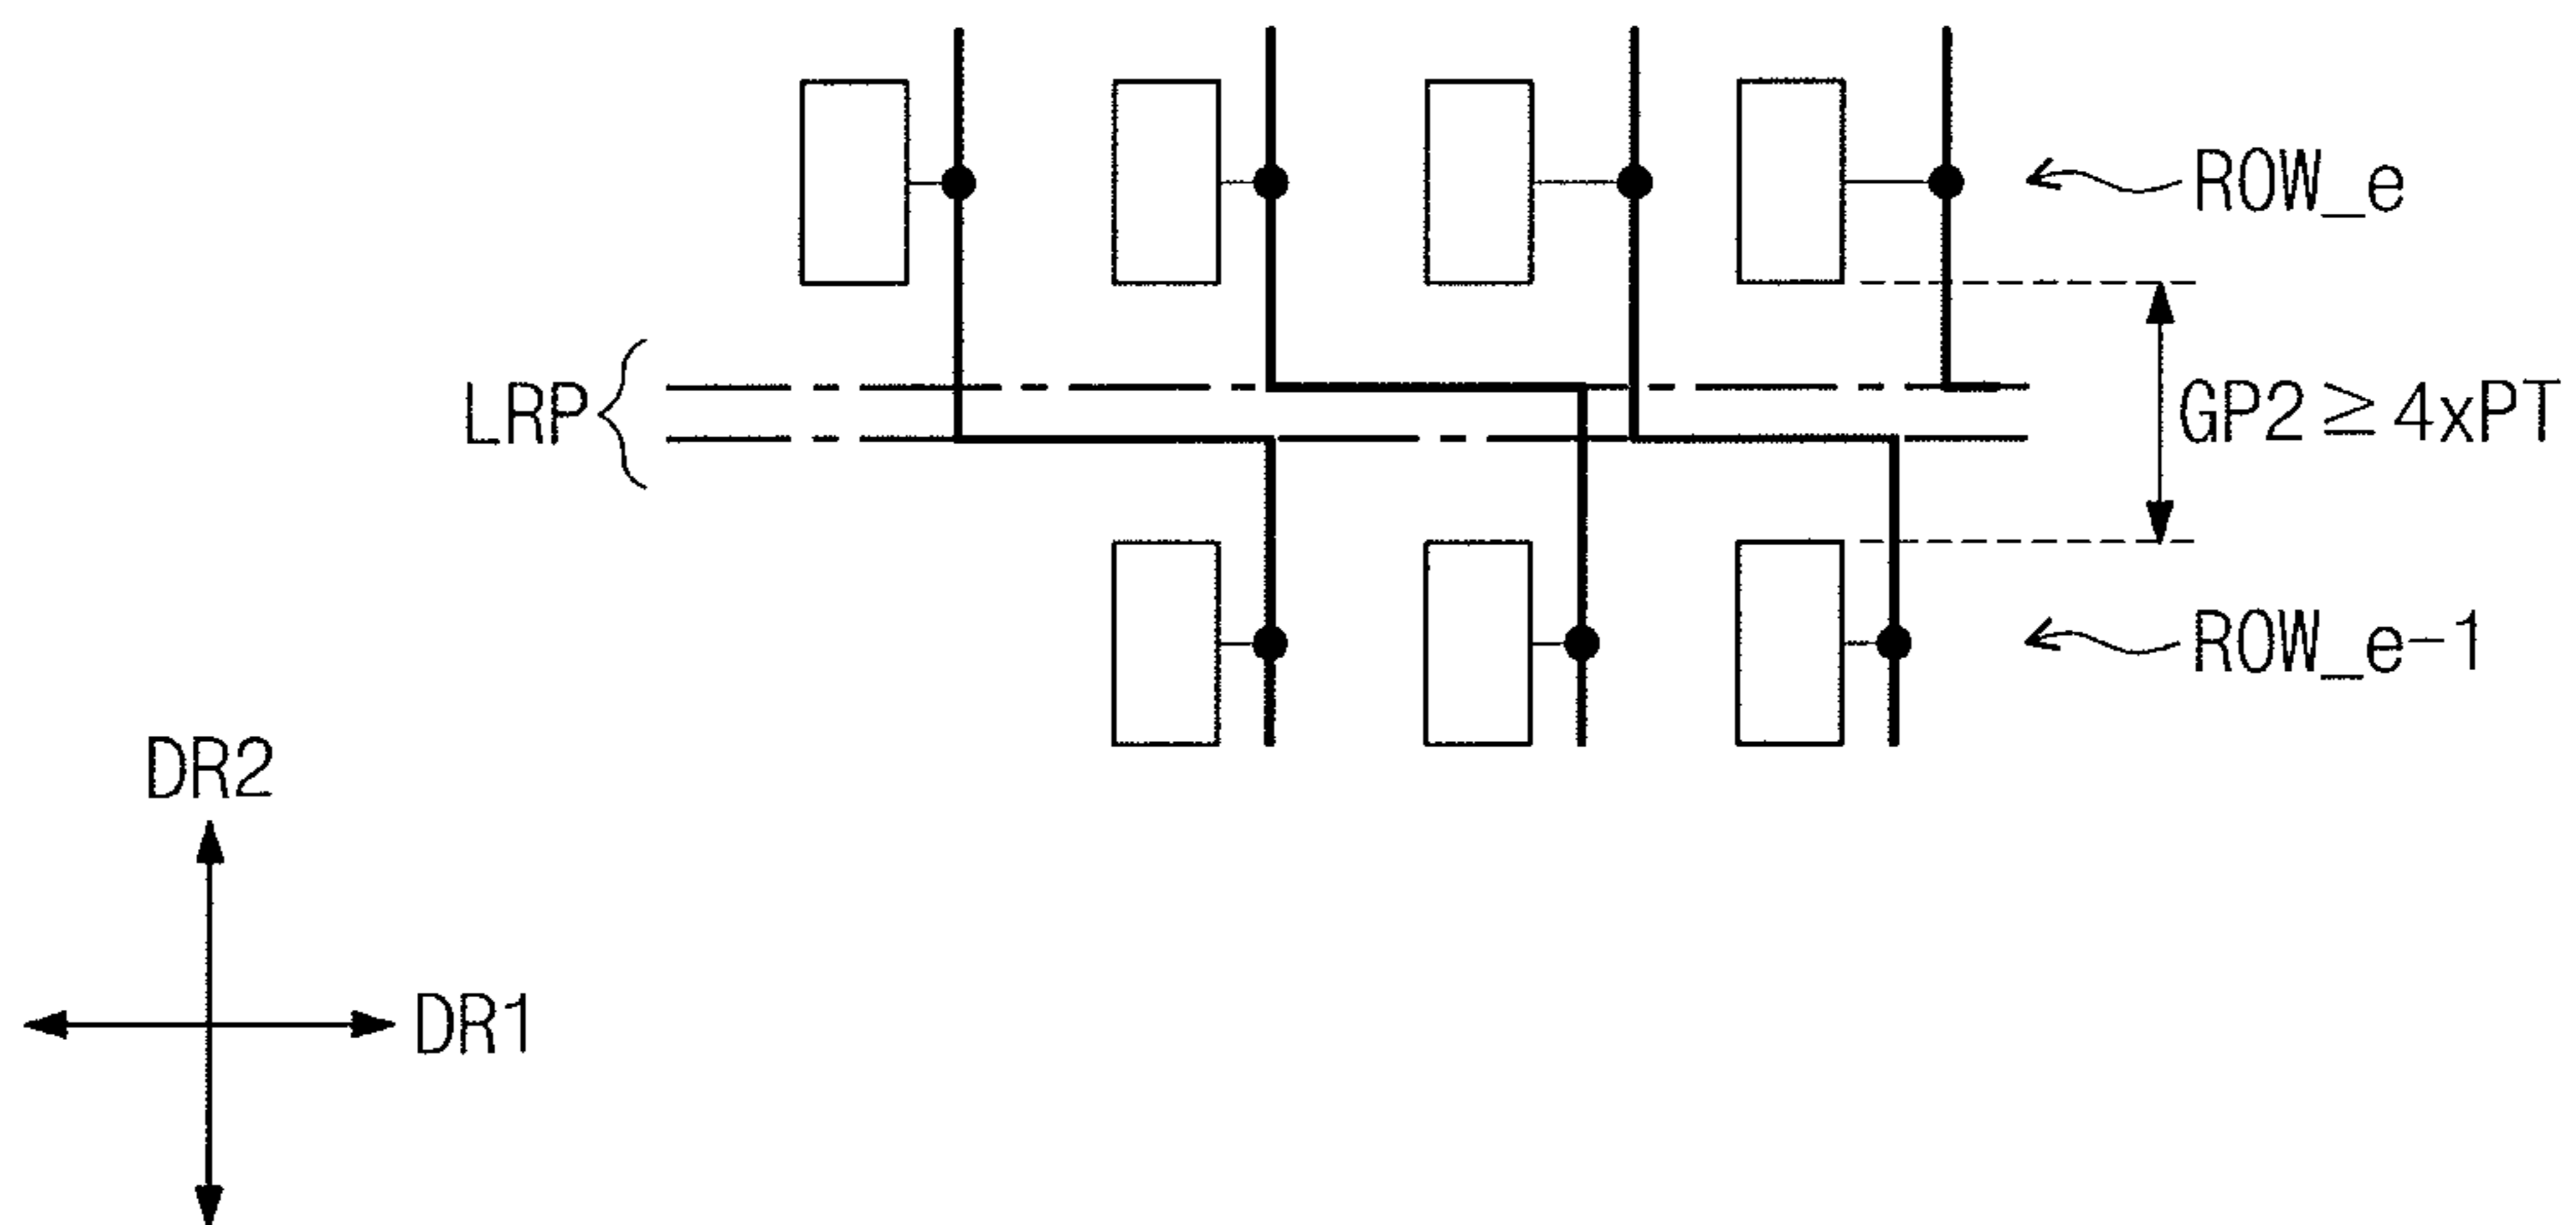 ROW_e
LRP
GP2 ≥ 4xPT
ROW_e-1
DR2
DR1